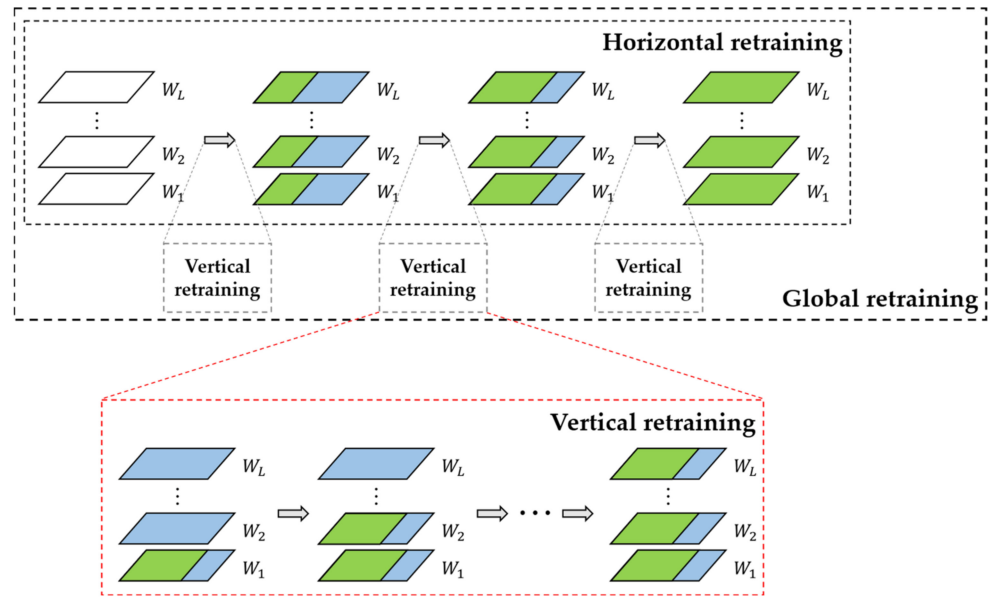 Horizontal retraining
W_L W_L W_L W_L
⋮ ⋮ ⋮ ⋮
W_2 W_2 W_2 W_2
W_1 W_1 W_1 W_1
Vertical Vertical Vertical
retraining retraining retraining
Global retraining
Vertical retraining
W_L W_L W_L
⋮ ⋮ ⋮
W_2 W_2 ··· W_2
W_1 W_1 W_1